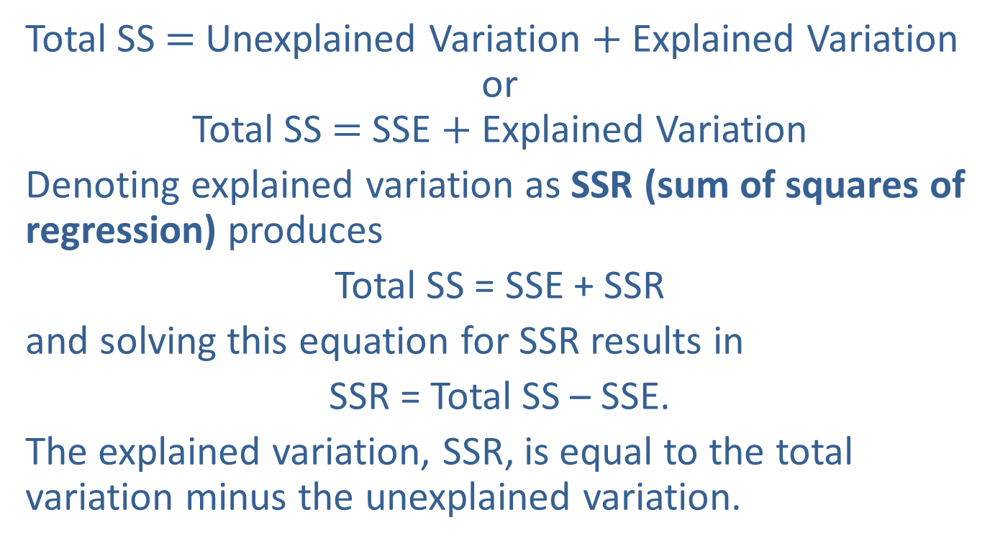 Total SS = Unexplained Variation + Explained Variation
or
Total SS = SSE + Explained Variation
Denoting explained variation as SSR (sum of squares of
regression) produces
Total SS = SSE + SSR
and solving this equation for SSR results in
SSR = Total SS – SSE.
The explained variation, SSR, is equal to the total
variation minus the unexplained variation.